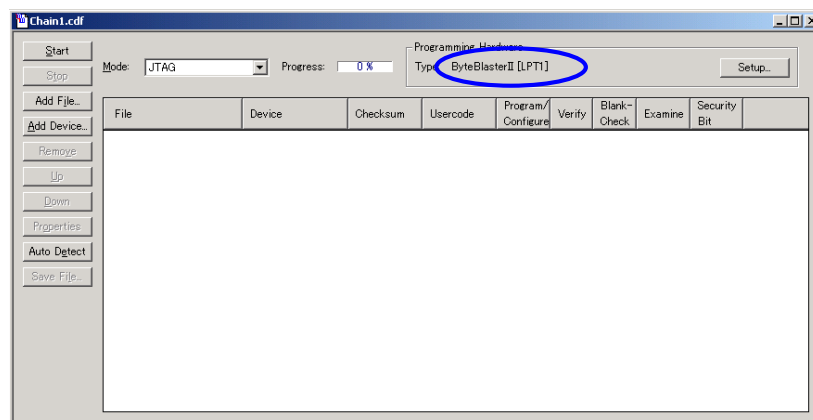 Chain1.cdf
Start
Stop
Add File...
Add Device...
Remove
Up
Down
Properties
Auto Detect
Save File...
Mode: JTAG
Progress: 0 %
Programming Hardware
Type: ByteBlasterII [LPT1]
Setup...
File Device Checksum Usercode Program/ Configure Verify Blank- Check Examine Security Bit